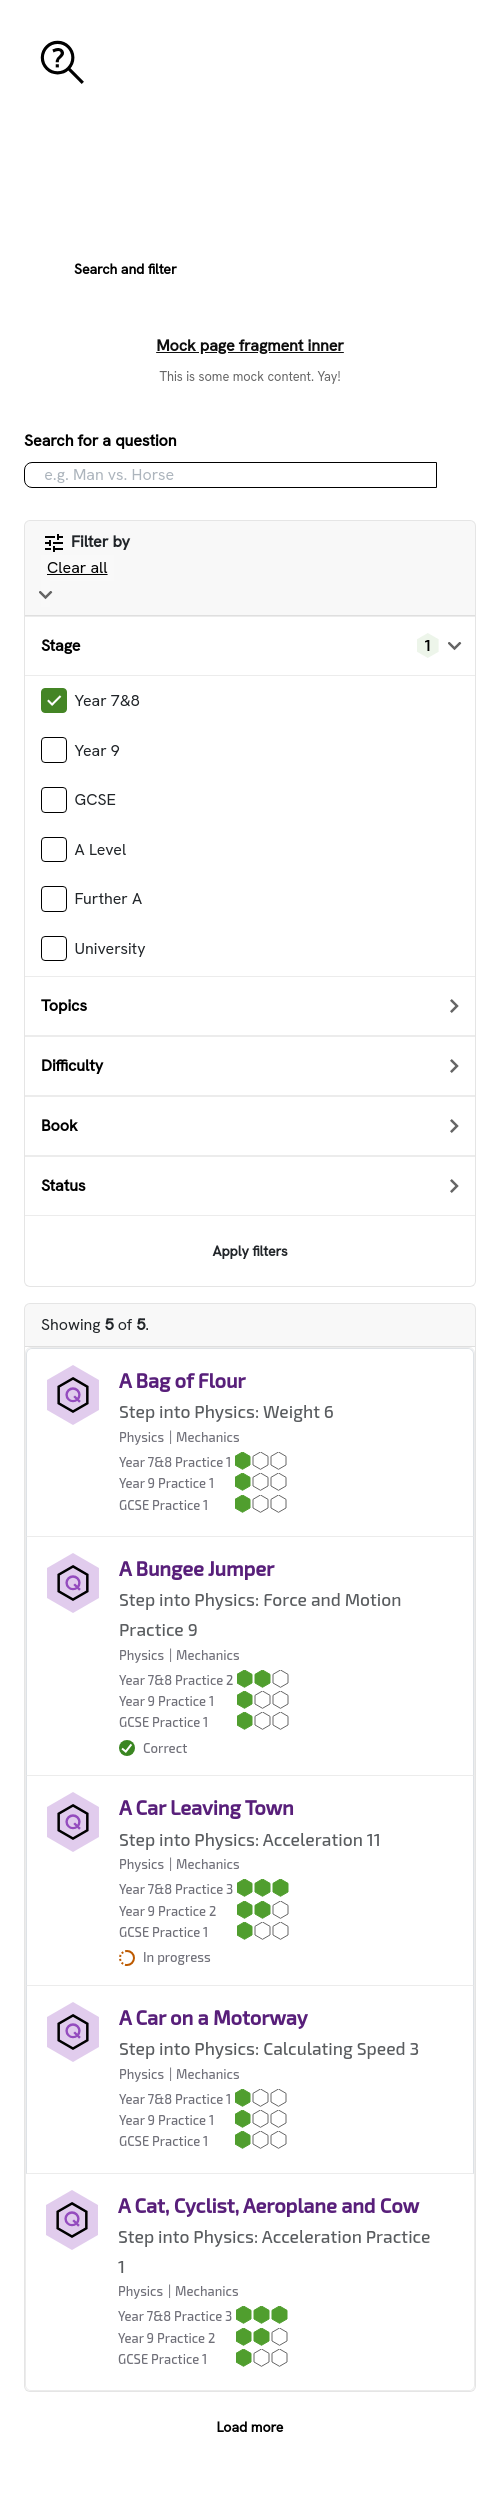 Search and filter
Mock page fragment inner
This is some mock content. Yay!
Search for a question
e.g. Man vs. Horse
Filter by
Clear all
Stage 1
Year 7&8
Year 9
GCSE
A Level
Further A
University
Topics
Difficulty
Book
Status
Apply filters
Showing 5 of 5.
A Bag of Flour
Step into Physics: Weight 6
Physics | Mechanics
Year 7&8 Practice 1
Year 9 Practice 1
GCSE Practice 1
A Bungee Jumper
Step into Physics: Force and Motion
Practice 9
Physics | Mechanics
Year 7&8 Practice 2
Year 9 Practice 1
GCSE Practice 1
Correct
A Car Leaving Town
Step into Physics: Acceleration 11
Physics | Mechanics
Year 7&8 Practice 3
Year 9 Practice 2
GCSE Practice 1
In progress
A Car on a Motorway
Step into Physics: Calculating Speed 3
Physics | Mechanics
Year 7&8 Practice 1
Year 9 Practice 1
GCSE Practice 1
A Cat, Cyclist, Aeroplane and Cow
Step into Physics: Acceleration Practice
1
Physics | Mechanics
Year 7&8 Practice 3
Year 9 Practice 2
GCSE Practice 1
Load more